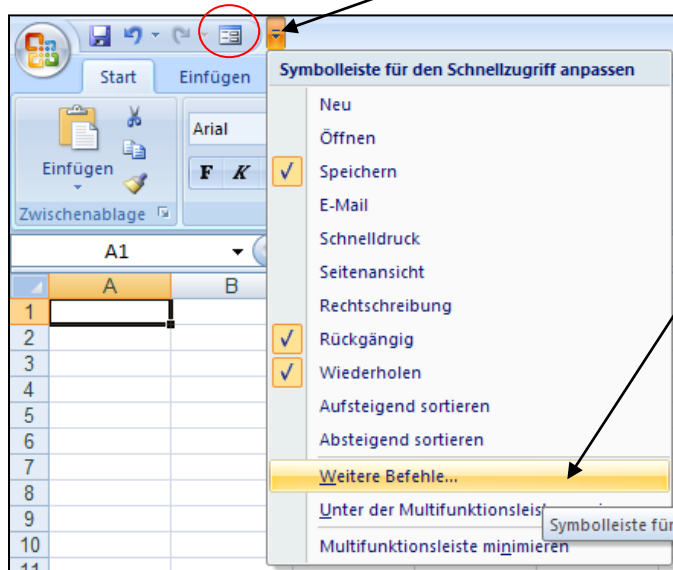 Start Einfügen
Symbolleiste für den Schnellzugriff anpassen
Neu
Öffnen
Speichern
E-Mail
Schnelldruck
Seitenansicht
Rechtschreibung
Rückgängig
Wiederholen
Aufsteigend sortieren
Absteigend sortieren
Weitere Befehle...
Unter der
Symbolleiste für
Multifunktionsleiste minimieren
Einfügen
Zwischenablage
Arial
F K
A1
A B
1
2
3
4
5
6
7
8
9
10
11